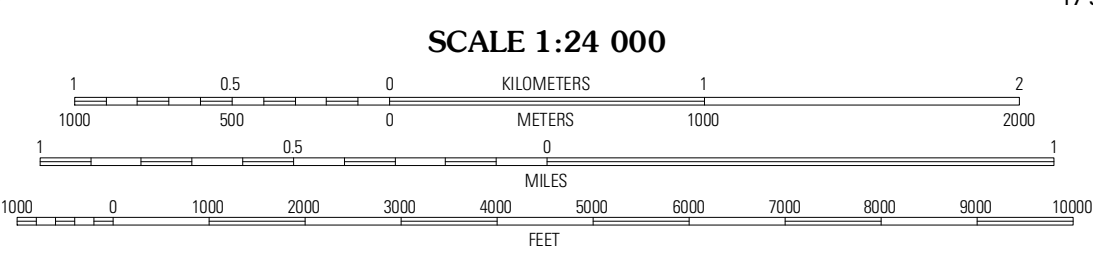 SCALE 1:24 000
1 0.5 0 KILOMETERS 1 2
1000 500 0 METERS 1000 2000
1 0.5 0 1
MILES
1000 0 1000 2000 3000 4000 5000 6000 7000 8000 9000 10000
FEET